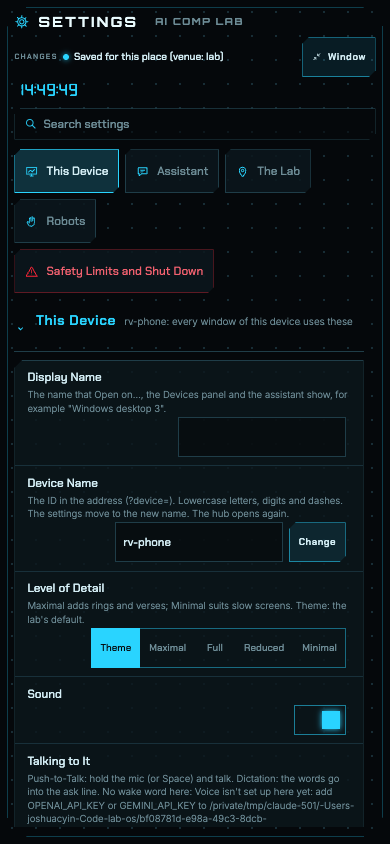 SETTINGS AI COMP LAB
CHANGES Saved for this place (venue: lab)
Window
14:49:49
Search settings
This Device Assistant The Lab
Robots
Safety Limits and Shut Down
This Device rv-phone: every window of this device uses these
Display Name
The name that Open on..., the Devices panel and the assistant show, for
example "Windows desktop 3".
Device Name
The ID in the address (?device=). Lowercase letters, digits and dashes.
The settings move to the new name. The hub opens again.
rv-phone Change
Level of Detail
Maximal adds rings and verses; Minimal suits slow screens. Theme: the
lab's default.
Theme Maximal Full Reduced Minimal
Sound
Talking to It
Push-to-Talk: hold the mic (or Space) and talk. Dictation: the words go
into the ask line. No wake word here: Voice isn't set up here yet: add
OPENAI_API_KEY or GEMINI_API_KEY to /private/tmp/claude-501/-Users-
joshuacyin-Code-lab-os/bf08781d-e98a-49c3-8dcb-